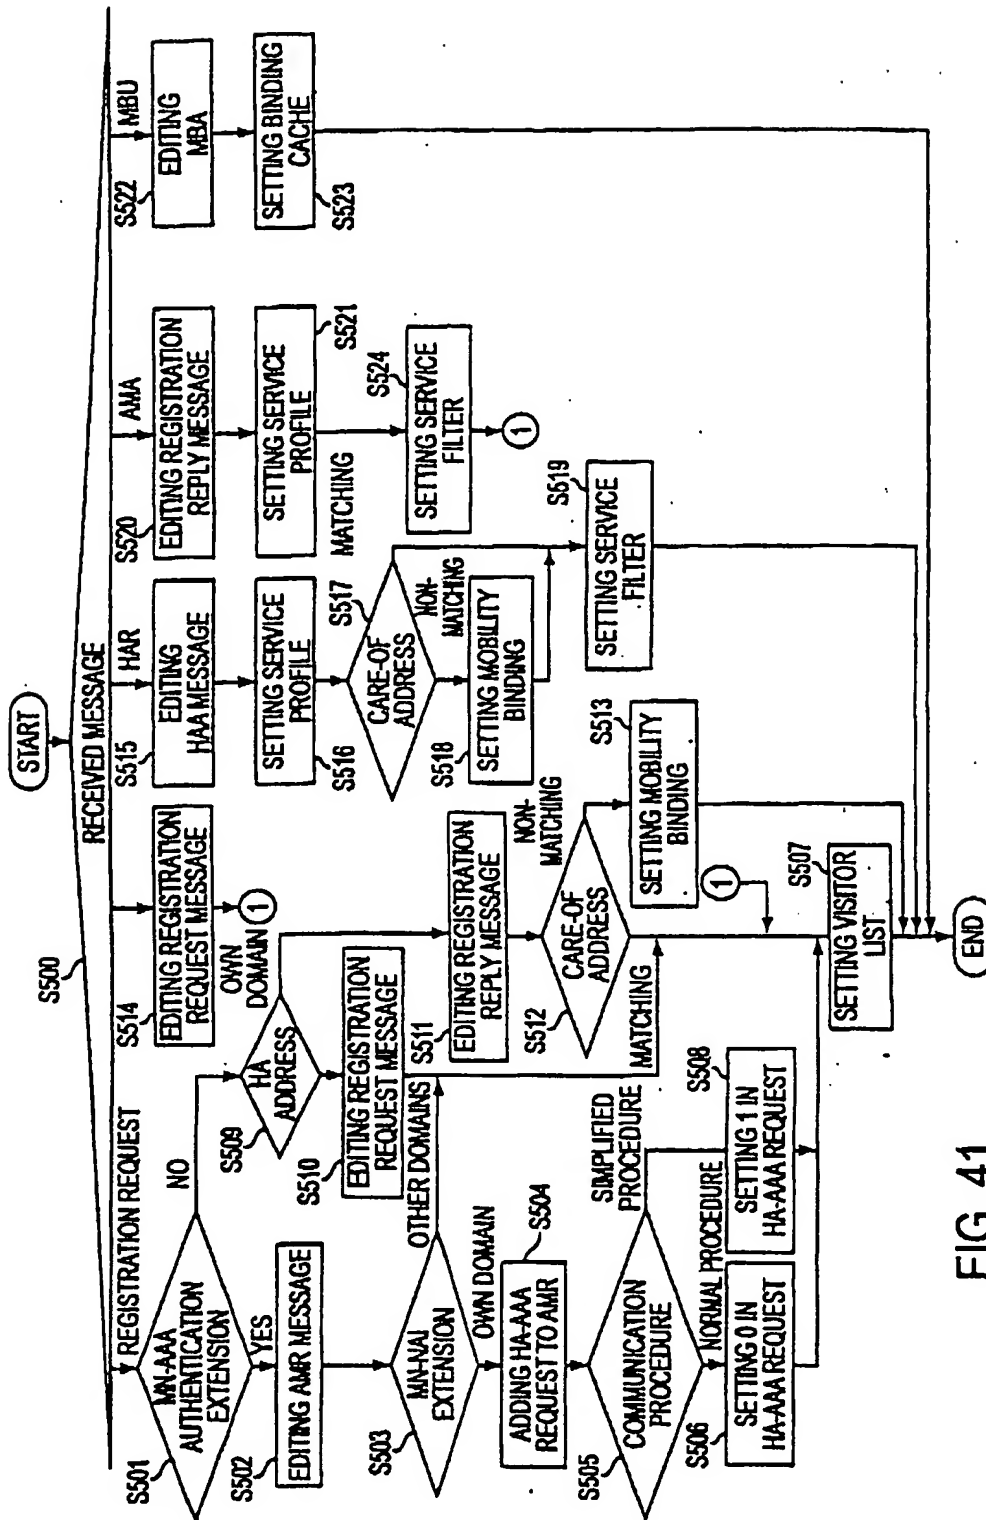 START
RECEIVED MESSAGE
S500
REGISTRATION REQUEST
HAR
AMA
MBU
MN-AAA
AUTHENTICATION
EXTENSION
S501
NO
YES
EDITING AMR MESSAGE
S502
MN-NAI
EXTENSION
S503
OTHER DOMAINS
OWN DOMAIN
ADDING HA-AAA
REQUEST TO AMR
S504
COMMUNICATION
PROCEDURE
S505
SIMPLIFIED
PROCEDURE
NORMAL PROCEDURE
SETTING 0 IN
HA-AAA REQUEST
S506
SETTING 1 IN
HA-AAA REQUEST
S508
HA
ADDRESS
S509
OWN
DOMAIN
EDITING REGISTRATION
REQUEST MESSAGE
S510
EDITING REGISTRATION
REPLY MESSAGE
S511
CARE-OF
ADDRESS
S512
MATCHING
NON-
MATCHING
SETTING MOBILITY
BINDING
S513
1
SETTING VISITOR
LIST
S507
EDITING REGISTRATION
REQUEST MESSAGE
S514
1
EDITING
HAA MESSAGE
S515
SETTING SERVICE
PROFILE
S516
CARE-OF
ADDRESS
S517
MATCHING
NON-
MATCHING
SETTING MOBILITY
BINDING
S518
SETTING SERVICE
FILTER
S519
EDITING REGISTRATION
REPLY MESSAGE
S520
SETTING SERVICE
PROFILE
S521
SETTING SERVICE
FILTER
S524
1
EDITING
MBA
S522
SETTING BINDING
CACHE
S523
END
FIG. 41